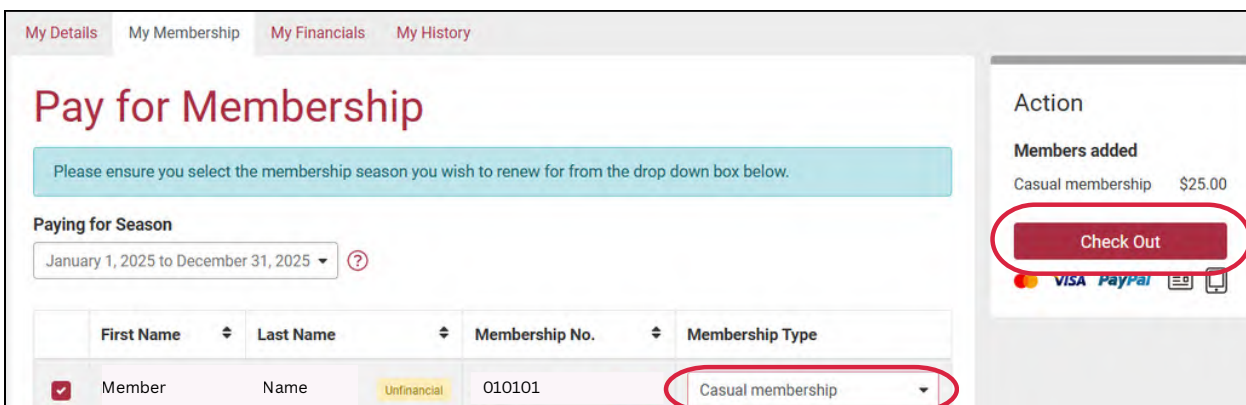 My Details My Membership My Financials My History
Pay for Membership
Please ensure you select the membership season you wish to renew for from the drop down box below.
Paying for Season
January 1, 2025 to December 31, 2025
?
First Name Last Name Membership No. Membership Type
Member Name Unfinancial 010101 Casual membership
Action
Members added
Casual membership $25.00
Check Out
VISA PayPal